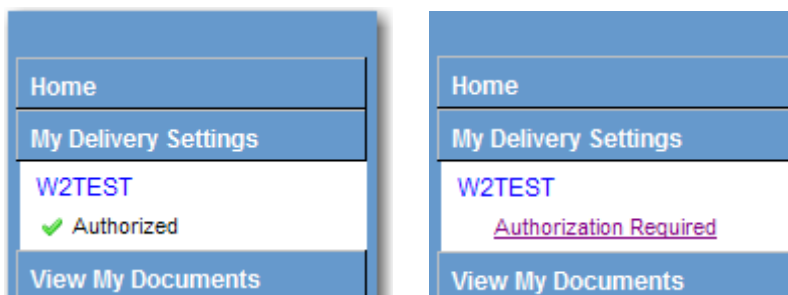 Home
My Delivery Settings
W2TEST
Authorized
View My Documents
Home
My Delivery Settings
W2TEST
Authorization Required
View My Documents